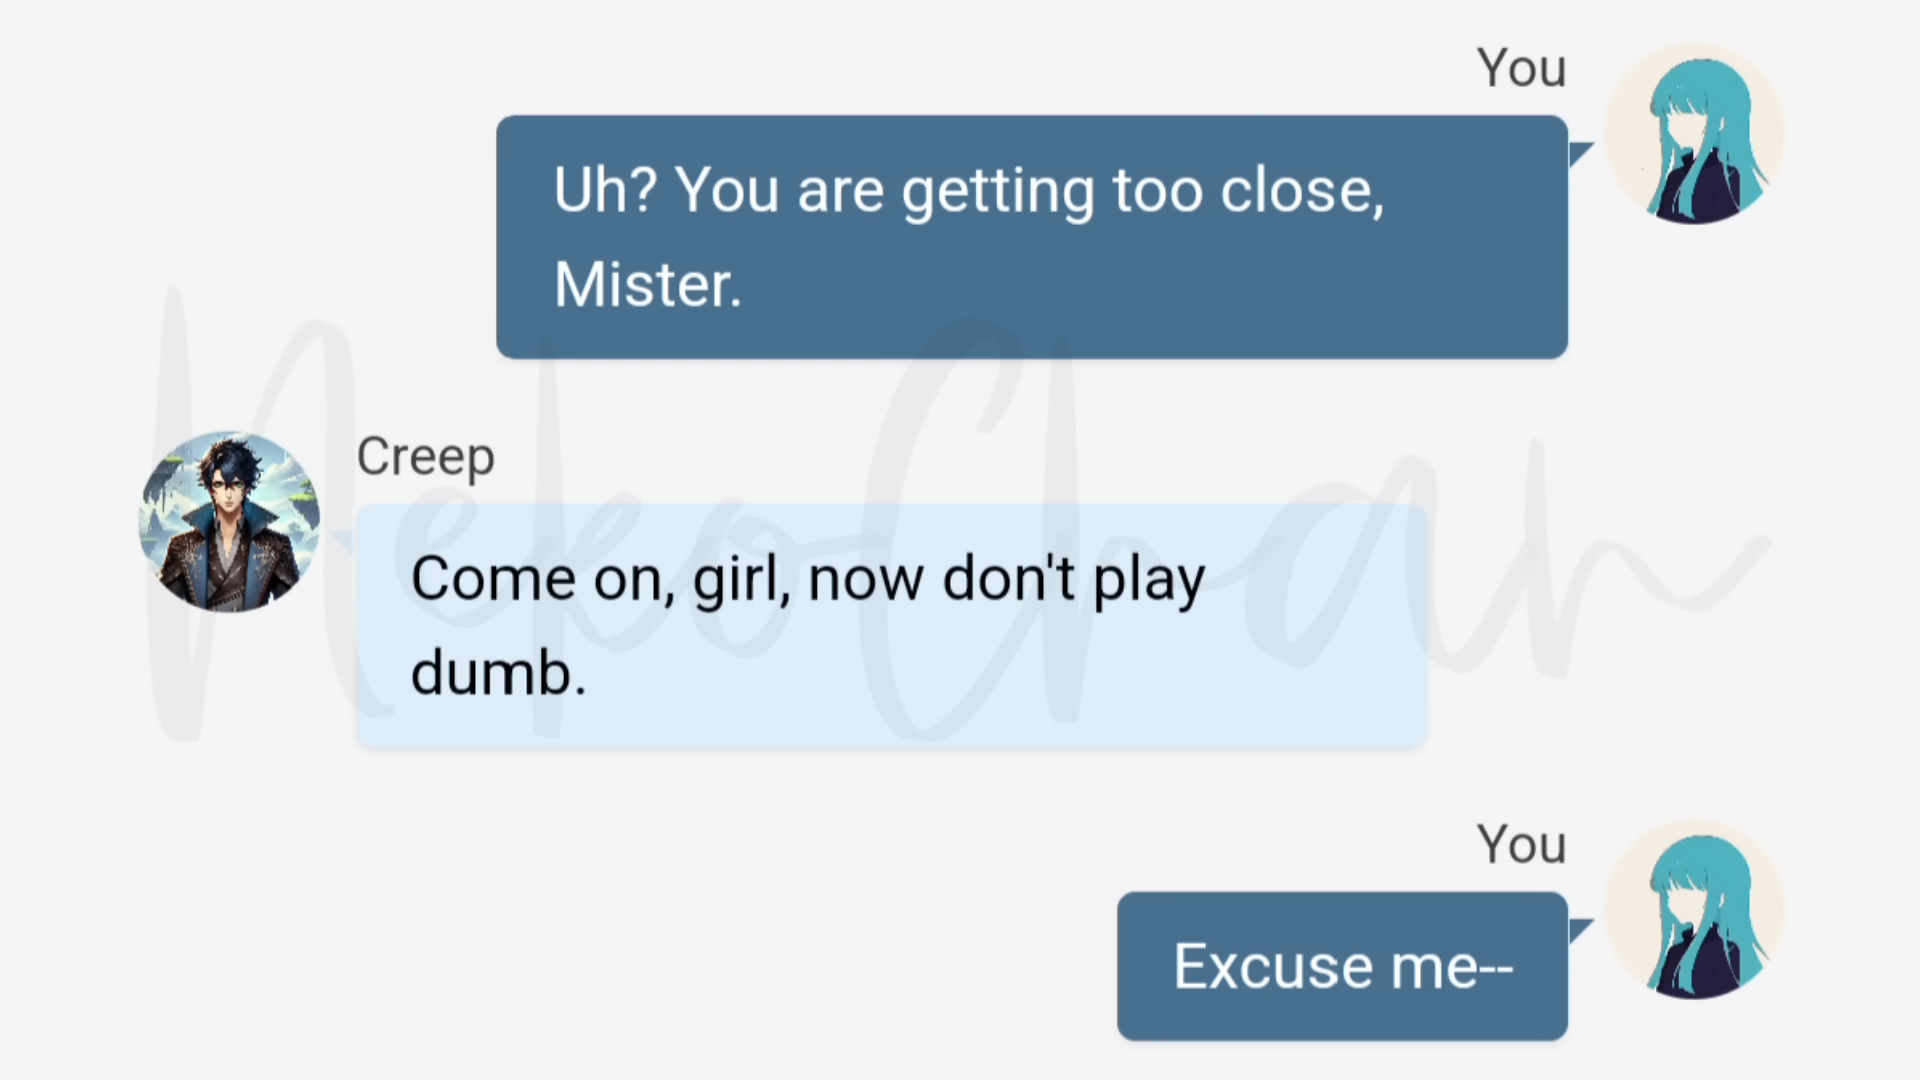 You
Uh? You are getting too close,
Mister.
Creep
Come on, girl, now don't play
dumb.
NekoChan
You
Excuse me--